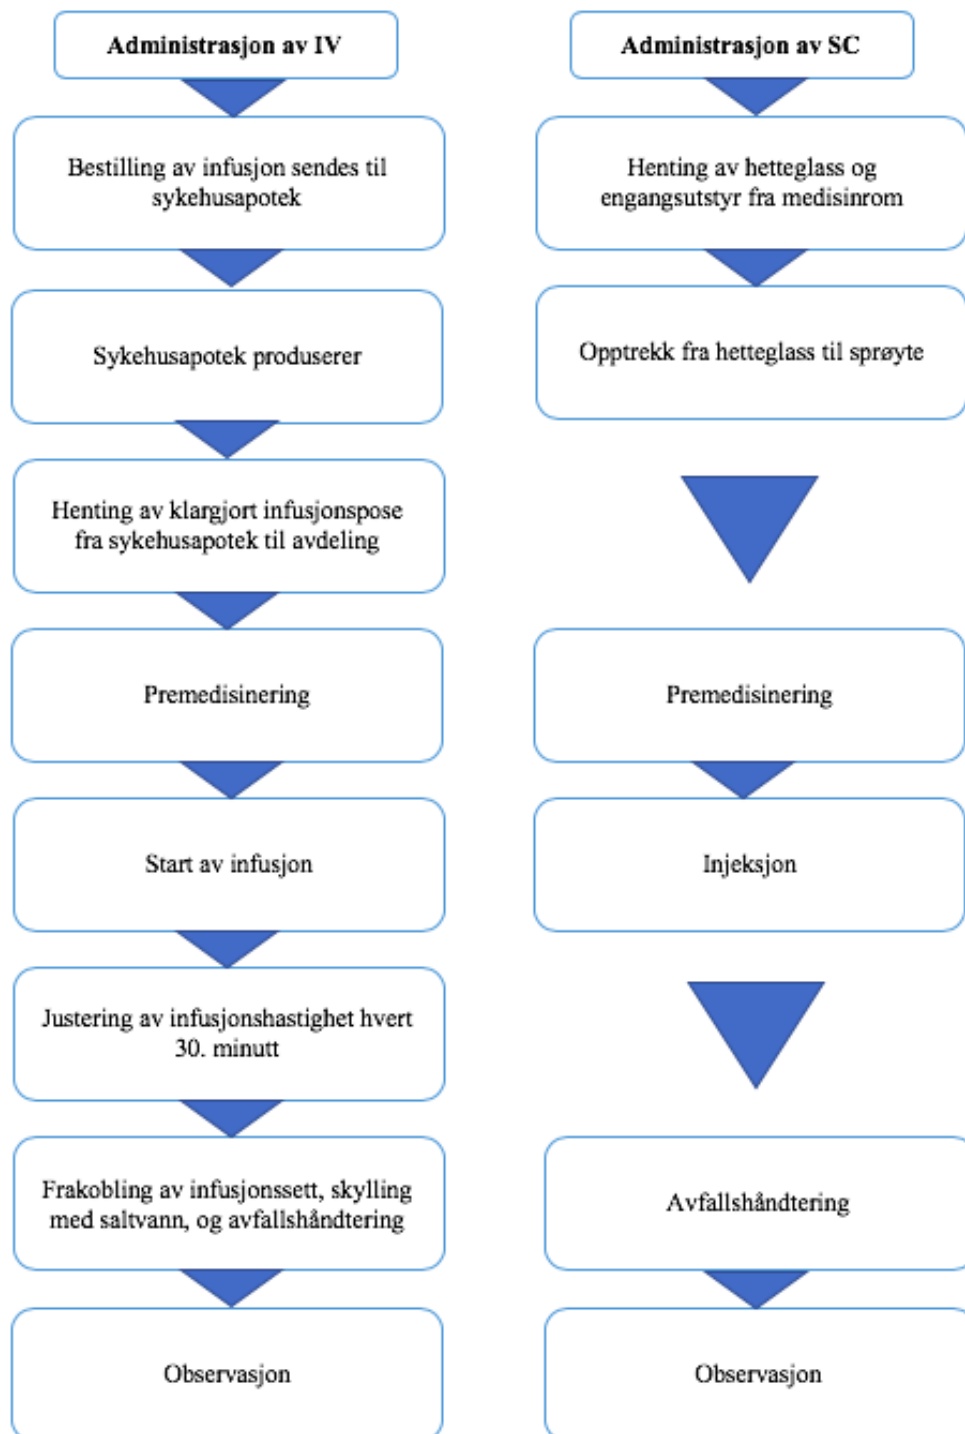 Administrasjon av IV
Bestilling av infusjon sendes til
sykehusapotek
Sykehusapotek produserer
Henting av klargjort infusjonspose
fra sykehusapotek til avdeling
Premedisinering
Start av infusjon
Justering av infusjonshastighet hvert
30. minutt
Frakobling av infusjonssett, skylling
med saltvann, og avfallshåndtering
Observasjon
Administrasjon av SC
Henting av hetteglass og
engangsutstyr fra medisinrom
Opptrekk fra hetteglass til sprøyte
Premedisinering
Injeksjon
Avfallshåndtering
Observasjon